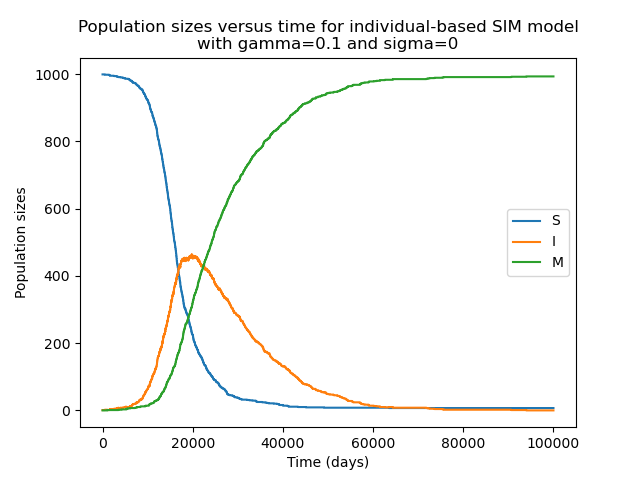 Population sizes versus time for individual-based SIM model
with gamma=0.1 and sigma=0
1000
800
600
400
200
0
Population sizes
S
I
M
0
20000
40000
60000
80000
100000
Time (days)